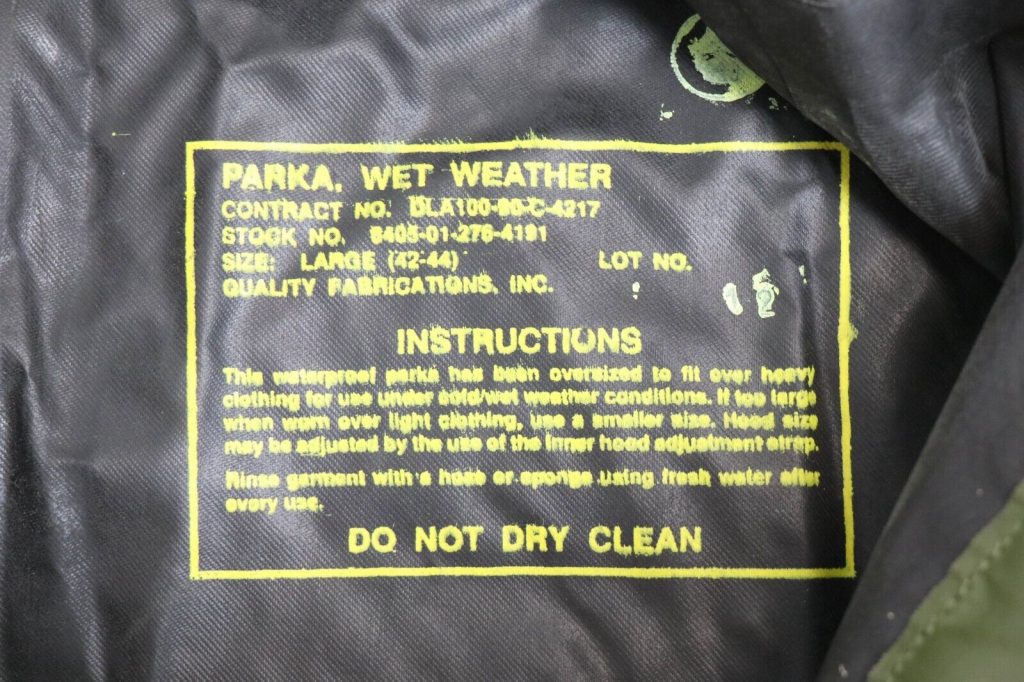 PARKA, WET WEATHER
CONTRACT NO. DLA100-90-C-4217
STOCK NO. 8405-01-276-4191
SIZE: LARGE (42-44) LOT NO.
QUALITY FABRICATIONS, INC.
INSTRUCTIONS
This waterproof parka has been oversized to fit over heavy
clothing for use under cold/wet weather conditions. If too large
when worn over light clothing, use a smaller size. Hood size
may be adjusted by the use of the inner hood adjustment strap.
Rinse garment with a hose or sponge using fresh water after
every use.
DO NOT DRY CLEAN